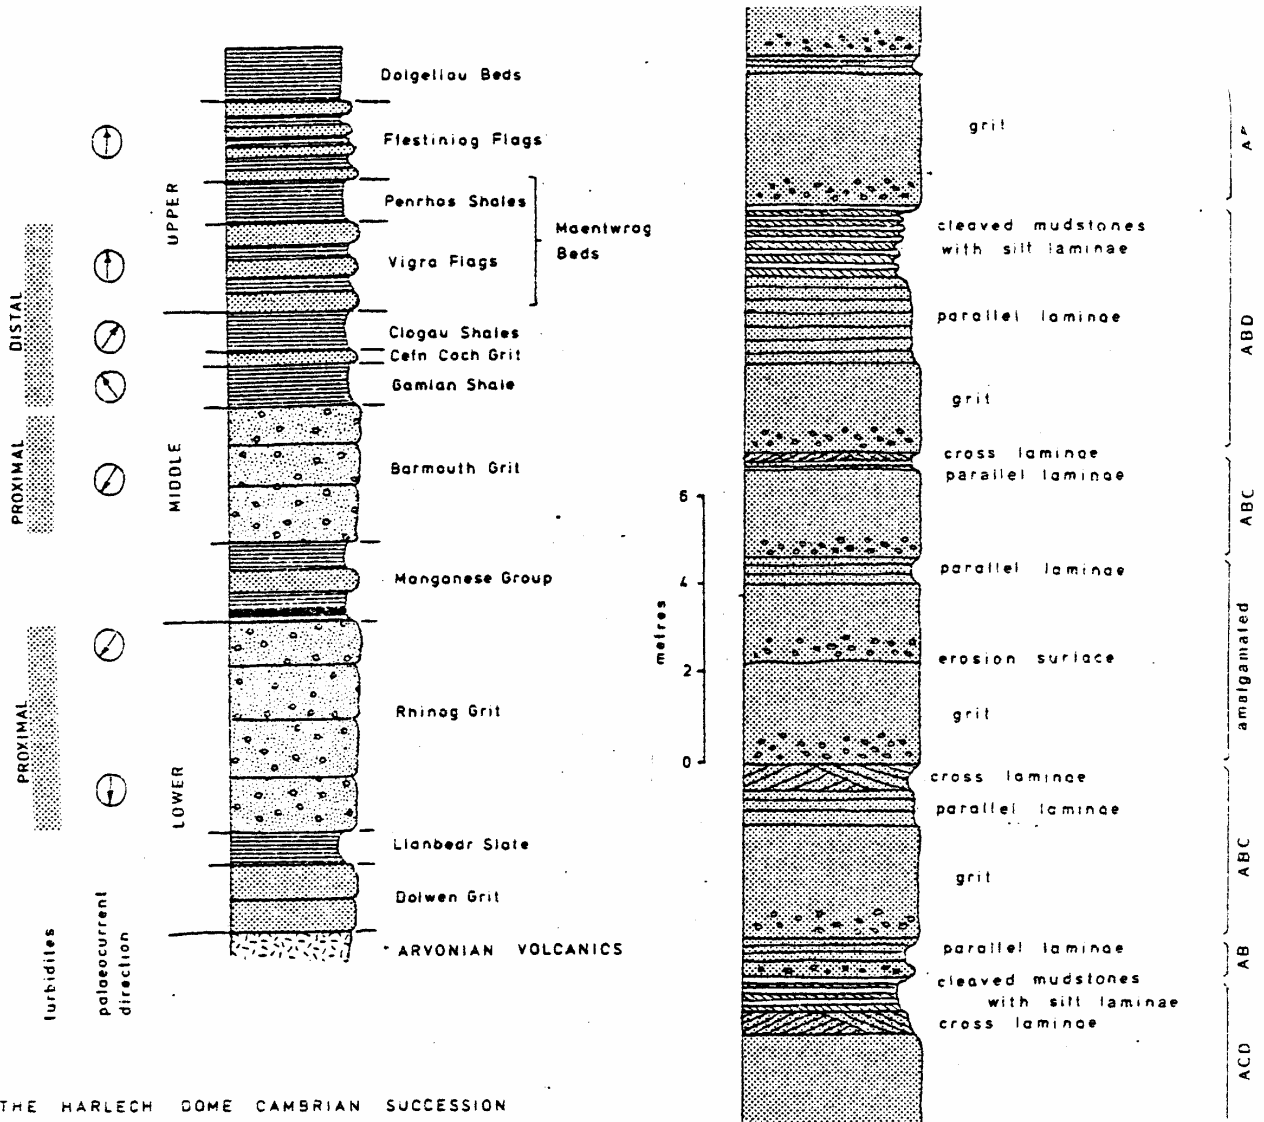 Dolgellau Beds
Ffestiniog Flags
Penrhos Shales
Maentwrog
Beds
Vigra Flags
Clogau Shales
Cefn Coch Grit
Gamlan Shale
Barmouth Grit
Manganese Group
Rhinog Grit
Llanbedr Slate
Dolwen Grit
ARVONIAN VOLCANICS
UPPER
MIDDLE
LOWER
DISTAL
PROXIMAL
PROXIMAL
turbidites
palaeocurrent
direction
THE HARLECH DOME CAMBRIAN SUCCESSION
metres
6
4
2
0
grit
cleaved mudstones
with silt laminae
parallel laminae
grit
cross laminae
parallel laminae
parallel laminae
erosion surface
grit
cross laminae
parallel laminae
grit
parallel laminae
cleaved mudstones
with silt laminae
cross laminae
ABD
ABC
amalgamated
ABC
AB
ACD